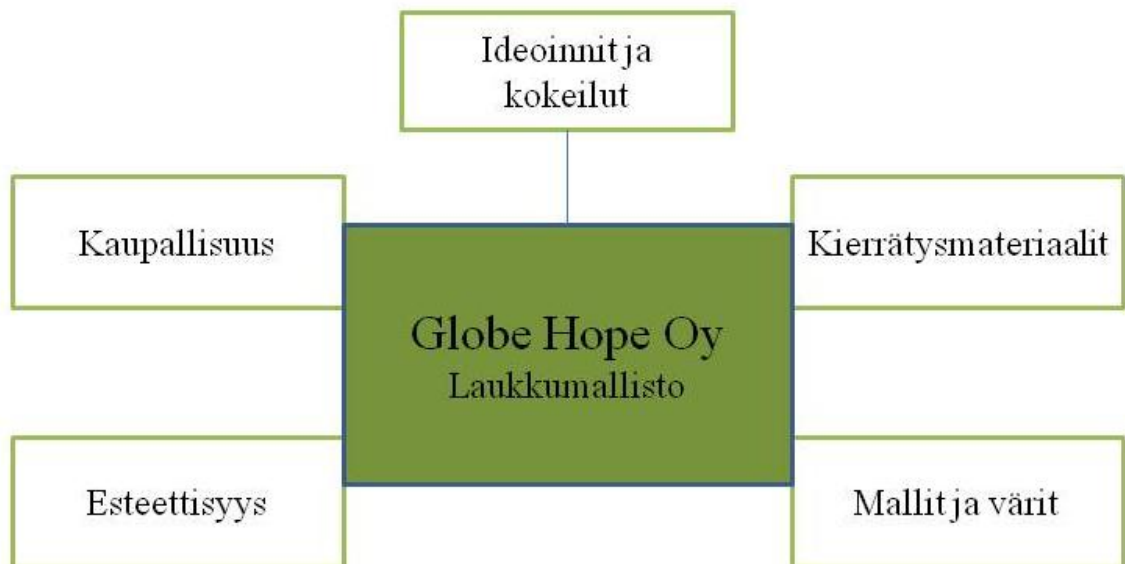 Ideoinnit ja
kokeilut
Kaupallisuus
Kierrätysmateriaalit
Globe Hope Oy
Laukkumallisto
Esteettisyys
Mallit ja värit